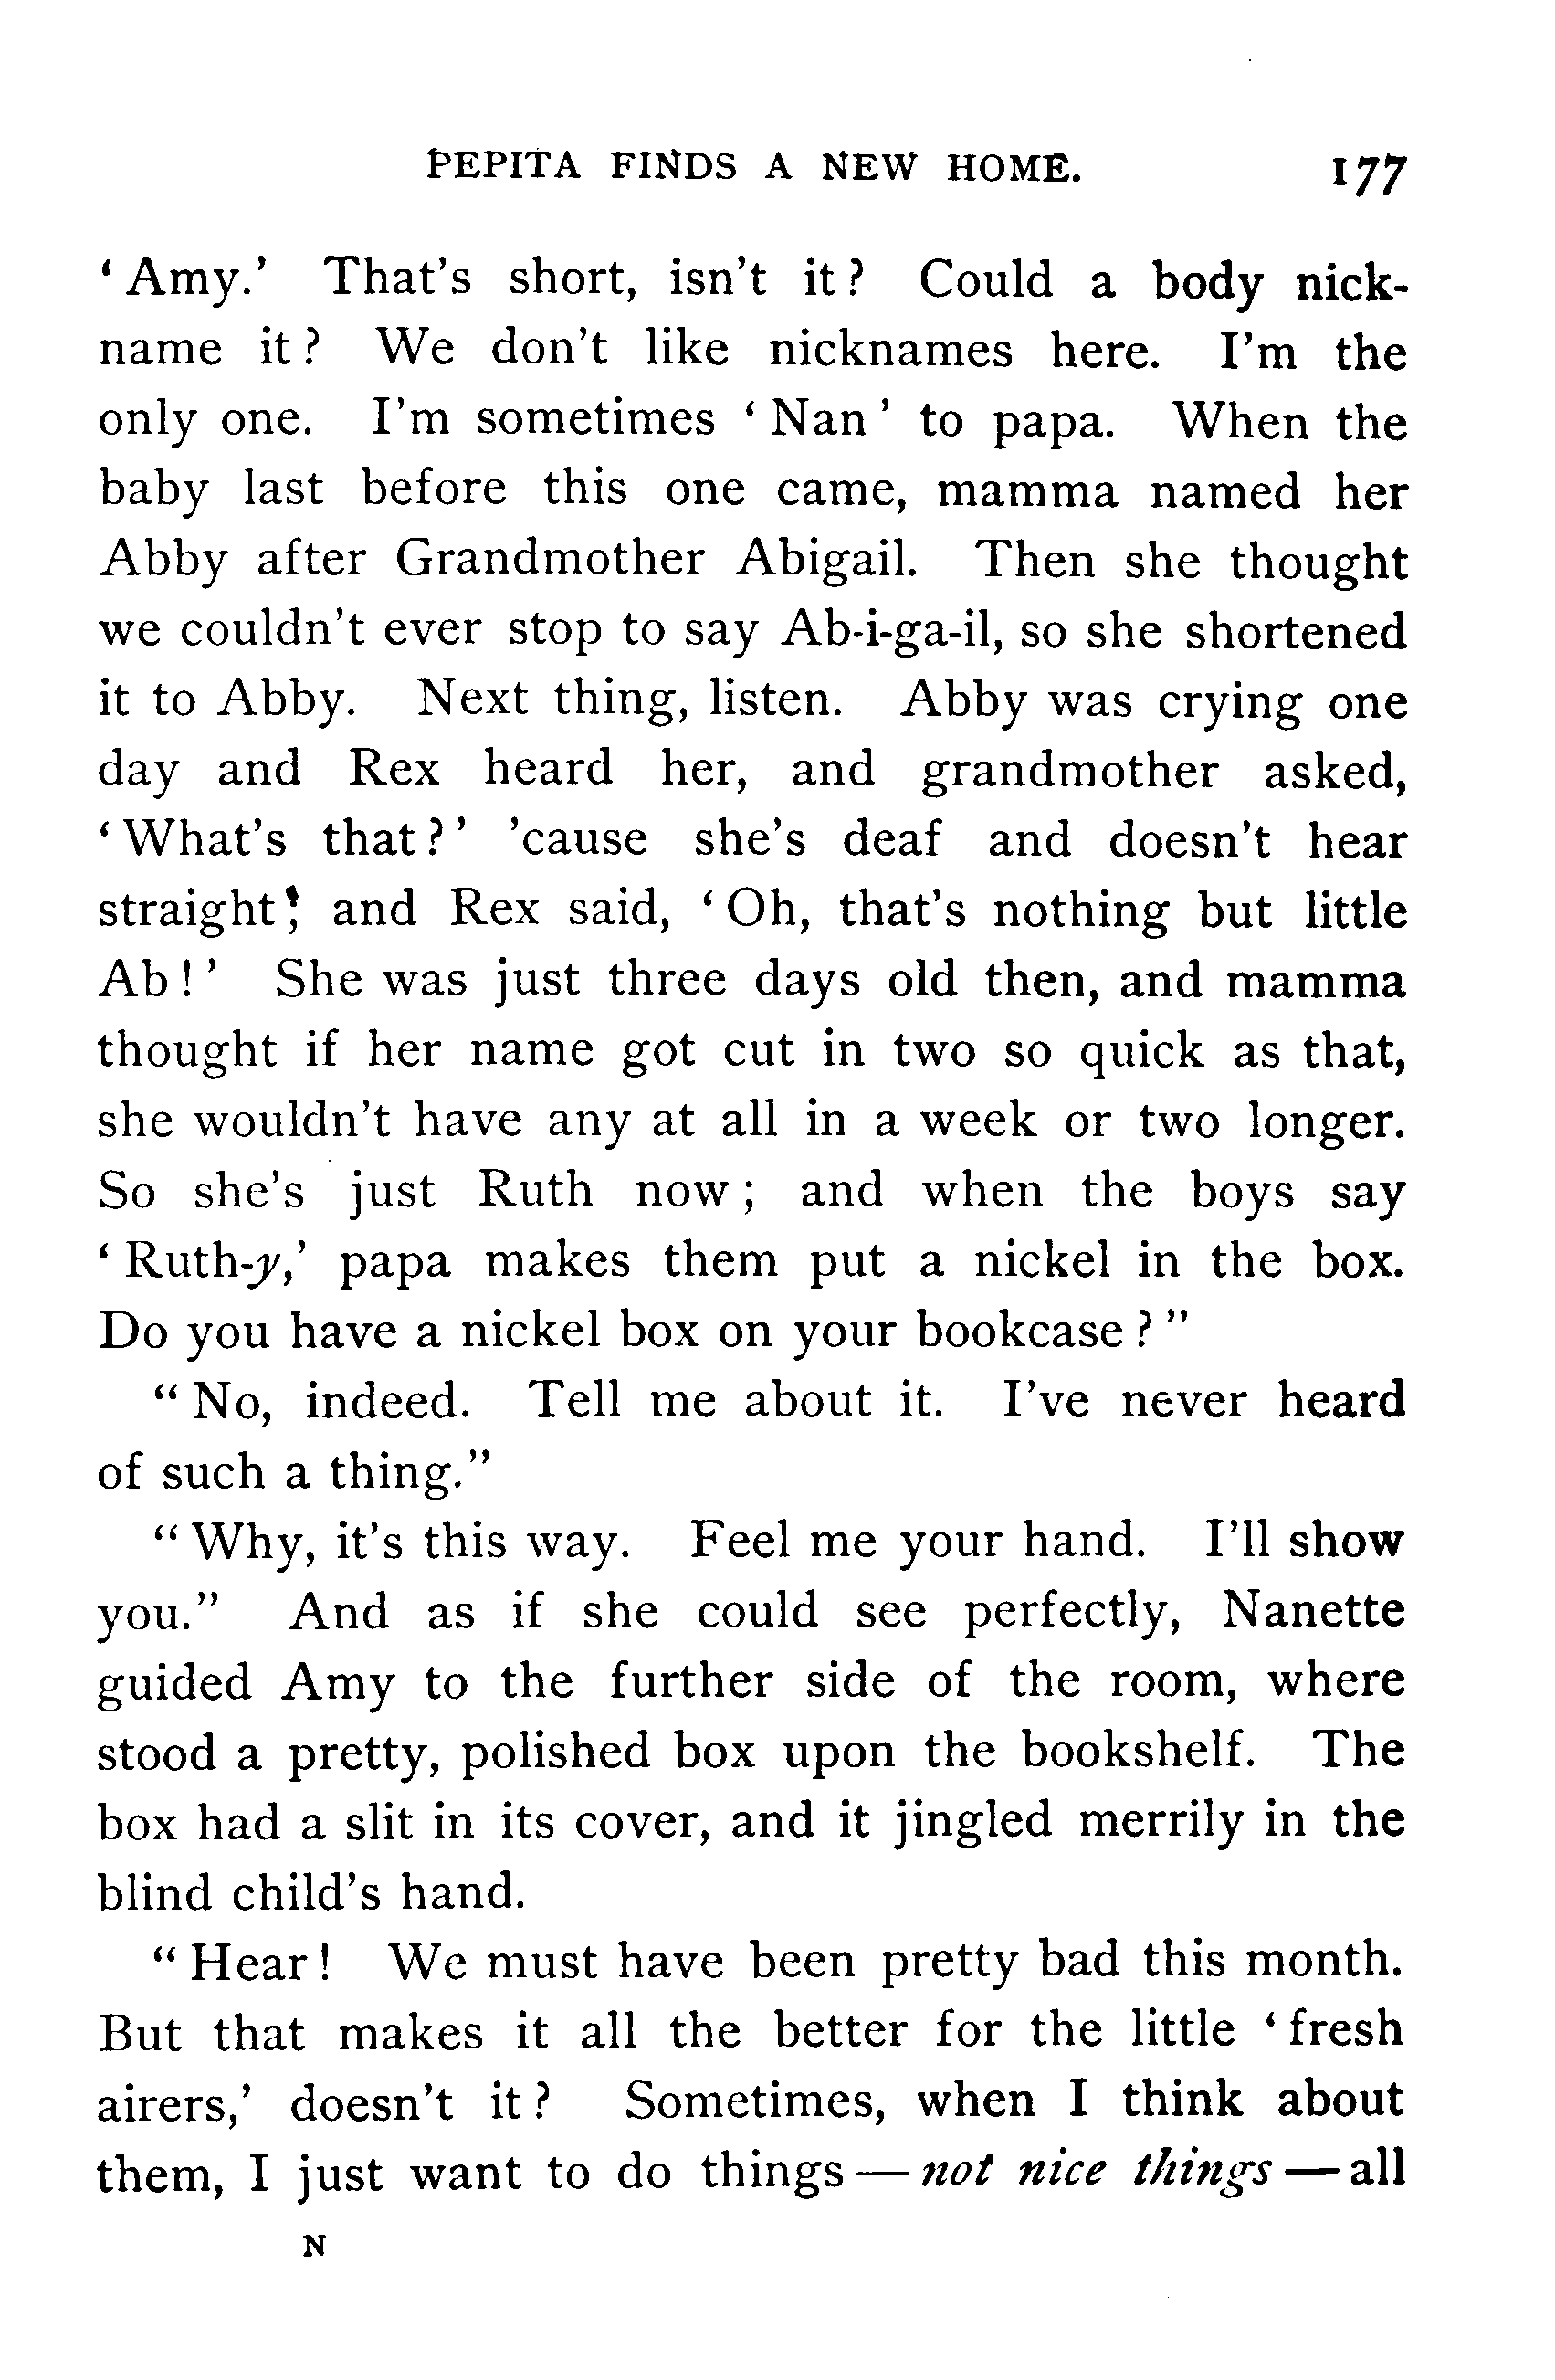 PEPITA FINDS A NEW HOME. 177
‘Amy.’ That’s short, isn’t it? Could a body nick-
name it? We don’t like nicknames here. I’m the
only one. I’m sometimes ‘Nan’ to papa. When the
baby last before this one came, mamma named her
Abby after Grandmother Abigail. Then she thought
we couldn’t ever stop to say Ab-i-ga-il, so she shortened
it to Abby. Next thing, listen. Abby was crying one
day and Rex heard her, and grandmother asked,
‘What’s that?’ ’cause she’s deaf and doesn’t hear
straight; and Rex said, ‘Oh, that’s nothing but little
Ab!’ She was just three days old then, and mamma
thought if her name got cut in two so quick as that,
she wouldn’t have any at all in a week or two longer.
So she’s just Ruth now; and when the boys say
‘Ruth-y,’ papa makes them put a nickel in the box.
Do you have a nickel box on your bookcase?”
“No, indeed. Tell me about it. I’ve never heard
of such a thing.”
“Why, it’s this way. Feel me your hand. I’ll show
you.” And as if she could see perfectly, Nanette
guided Amy to the further side of the room, where
stood a pretty, polished box upon the bookshelf. The
box had a slit in its cover, and it jingled merrily in the
blind child’s hand.
“Hear! We must have been pretty bad this month.
But that makes it all the better for the little ‘fresh
airers,’ doesn’t it? Sometimes, when I think about
them, I just want to do things—not nice things—all
N